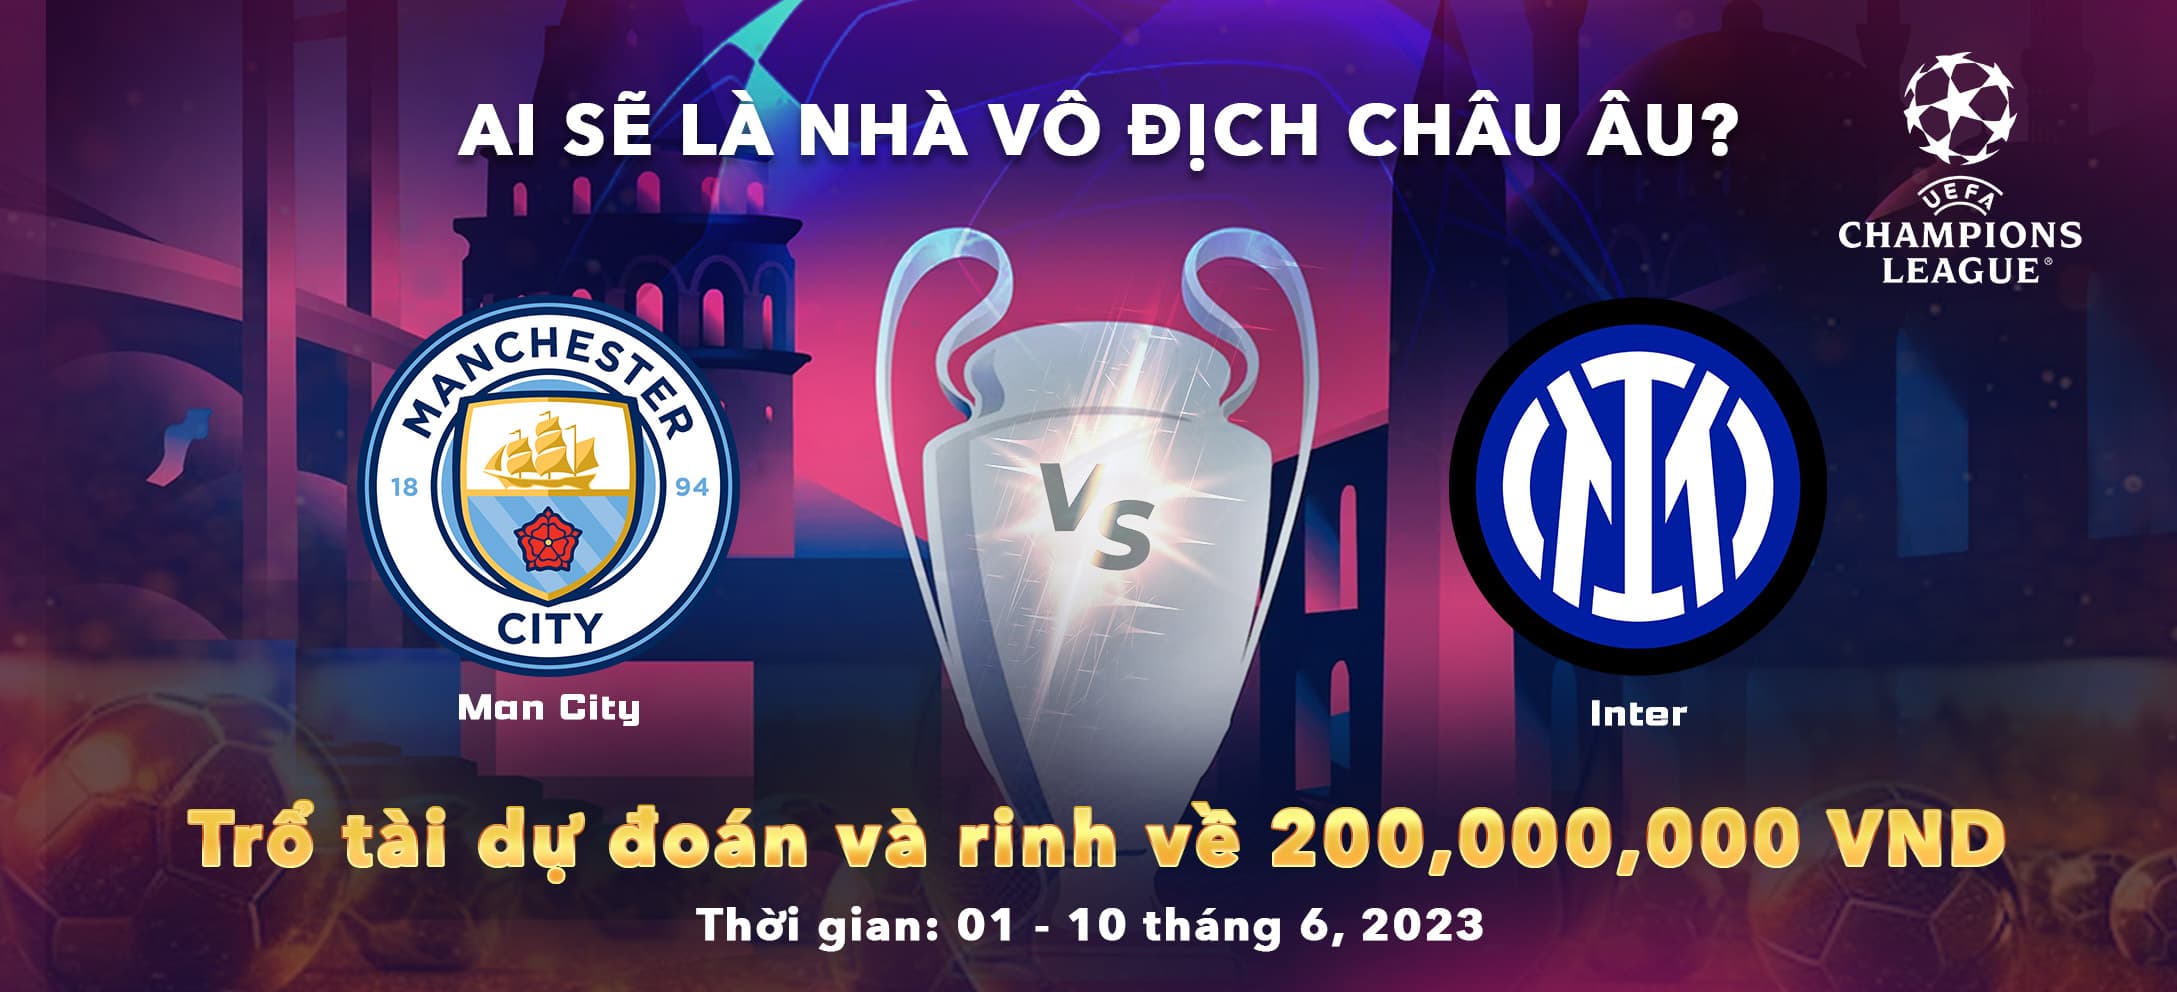 AI SẼ LÀ NHÀ VÔ ĐỊCH CHÂU ÂU?
UEFA
CHAMPIONS
LEAGUE®
MANCHESTER
18 94
CITY
VS
Man City
Inter
Trổ tài dự đoán và rinh về 200,000,000 VND
Thời gian: 01 - 10 tháng 6, 2023